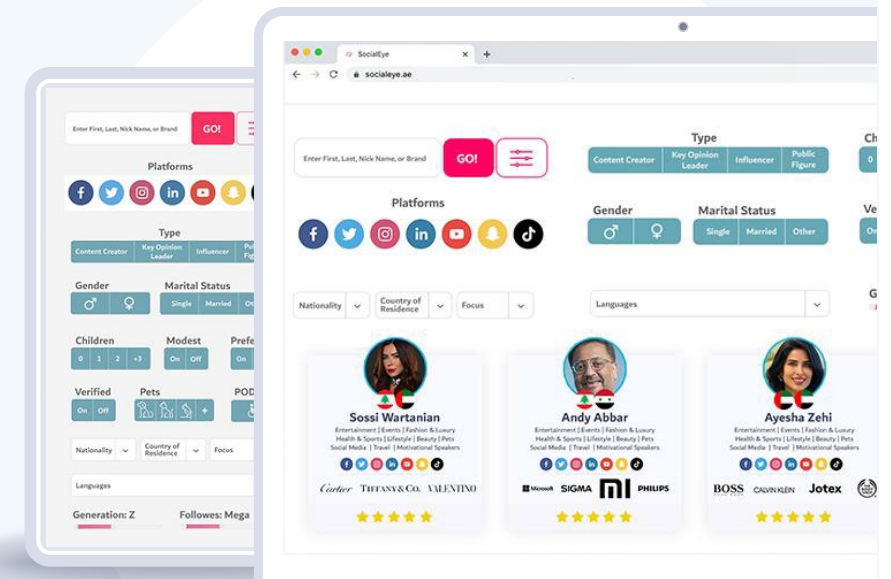 Enter First, Last, Nick Name, or Brand
GO!
Platforms
Type
Content Creator
Key Opinion
Leader
Influencer
Gender
Marital Status
Single
Married
Children
Modest
0
1
2
+3
On
Off
On
Verified
Pets
POD
On
Off
+
Nationality
Country of
Residence
Focus
Languages
Generation: Z
Followes: Mega
SocialEye
x
+
socialeye.ae
Enter First, Last, Nick Name, or Brand
GO!
Type
Content Creator
Key Opinion
Leader
Influencer
Public
Figure
0
Platforms
Gender
Marital Status
Single
Married
Other
Nationality
Country of
Residence
Focus
Languages
Sossi Wartanian
Entertainment | Events | Fashion & Luxury
Health & Sports | Lifestyle | Beauty | Pets
Social Media | Travel | Motivational Speakers
Cartier TIFFANY & CO. VALENTINO
Andy Abbar
Entertainment | Events | Fashion & Luxury
Health & Sports | Lifestyle | Beauty | Pets
Social Media | Travel | Motivational Speakers
Microsoft SIGMA MI PHILIPS
Ayesha Zehi
Entertainment | Events | Fashion & Luxury
Health & Sports | Lifestyle | Beauty | Pets
Social Media | Travel | Motivational Speakers
BOSS CALVIN KLEIN Jotex